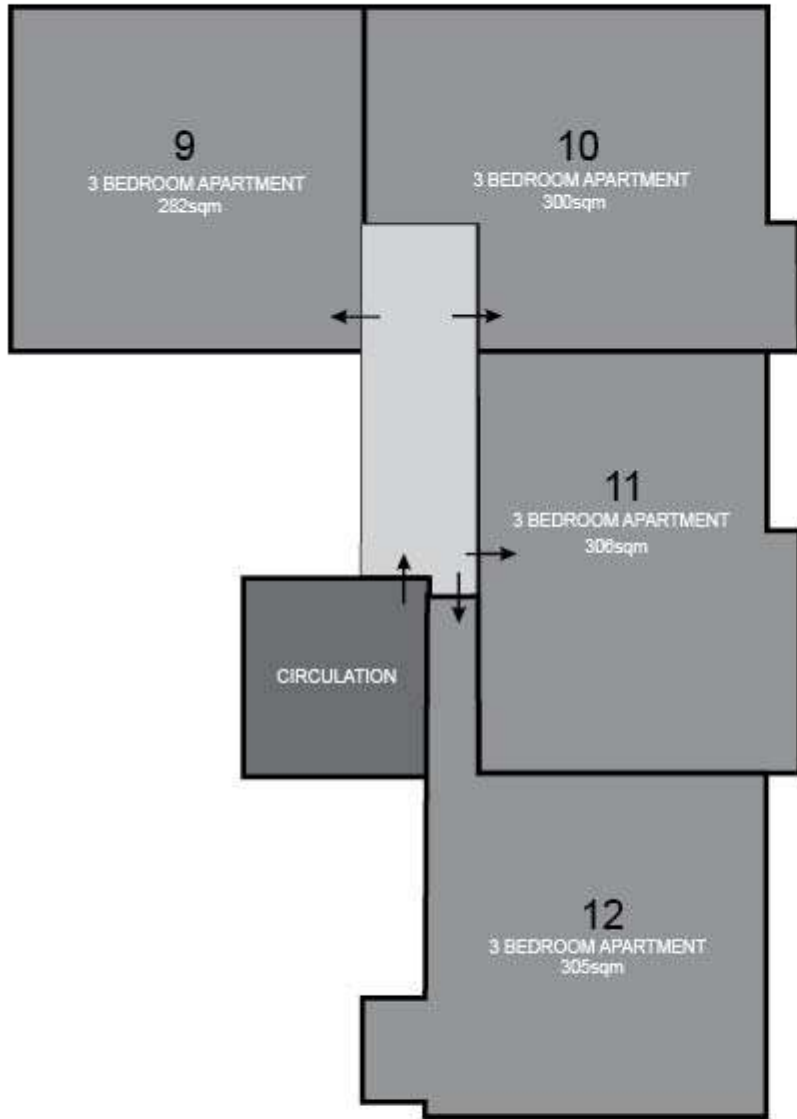 9
3 BEDROOM APARTMENT
282sqm
10
3 BEDROOM APARTMENT
300sqm
11
3 BEDROOM APARTMENT
306sqm
CIRCULATION
12
3 BEDROOM APARTMENT
305sqm